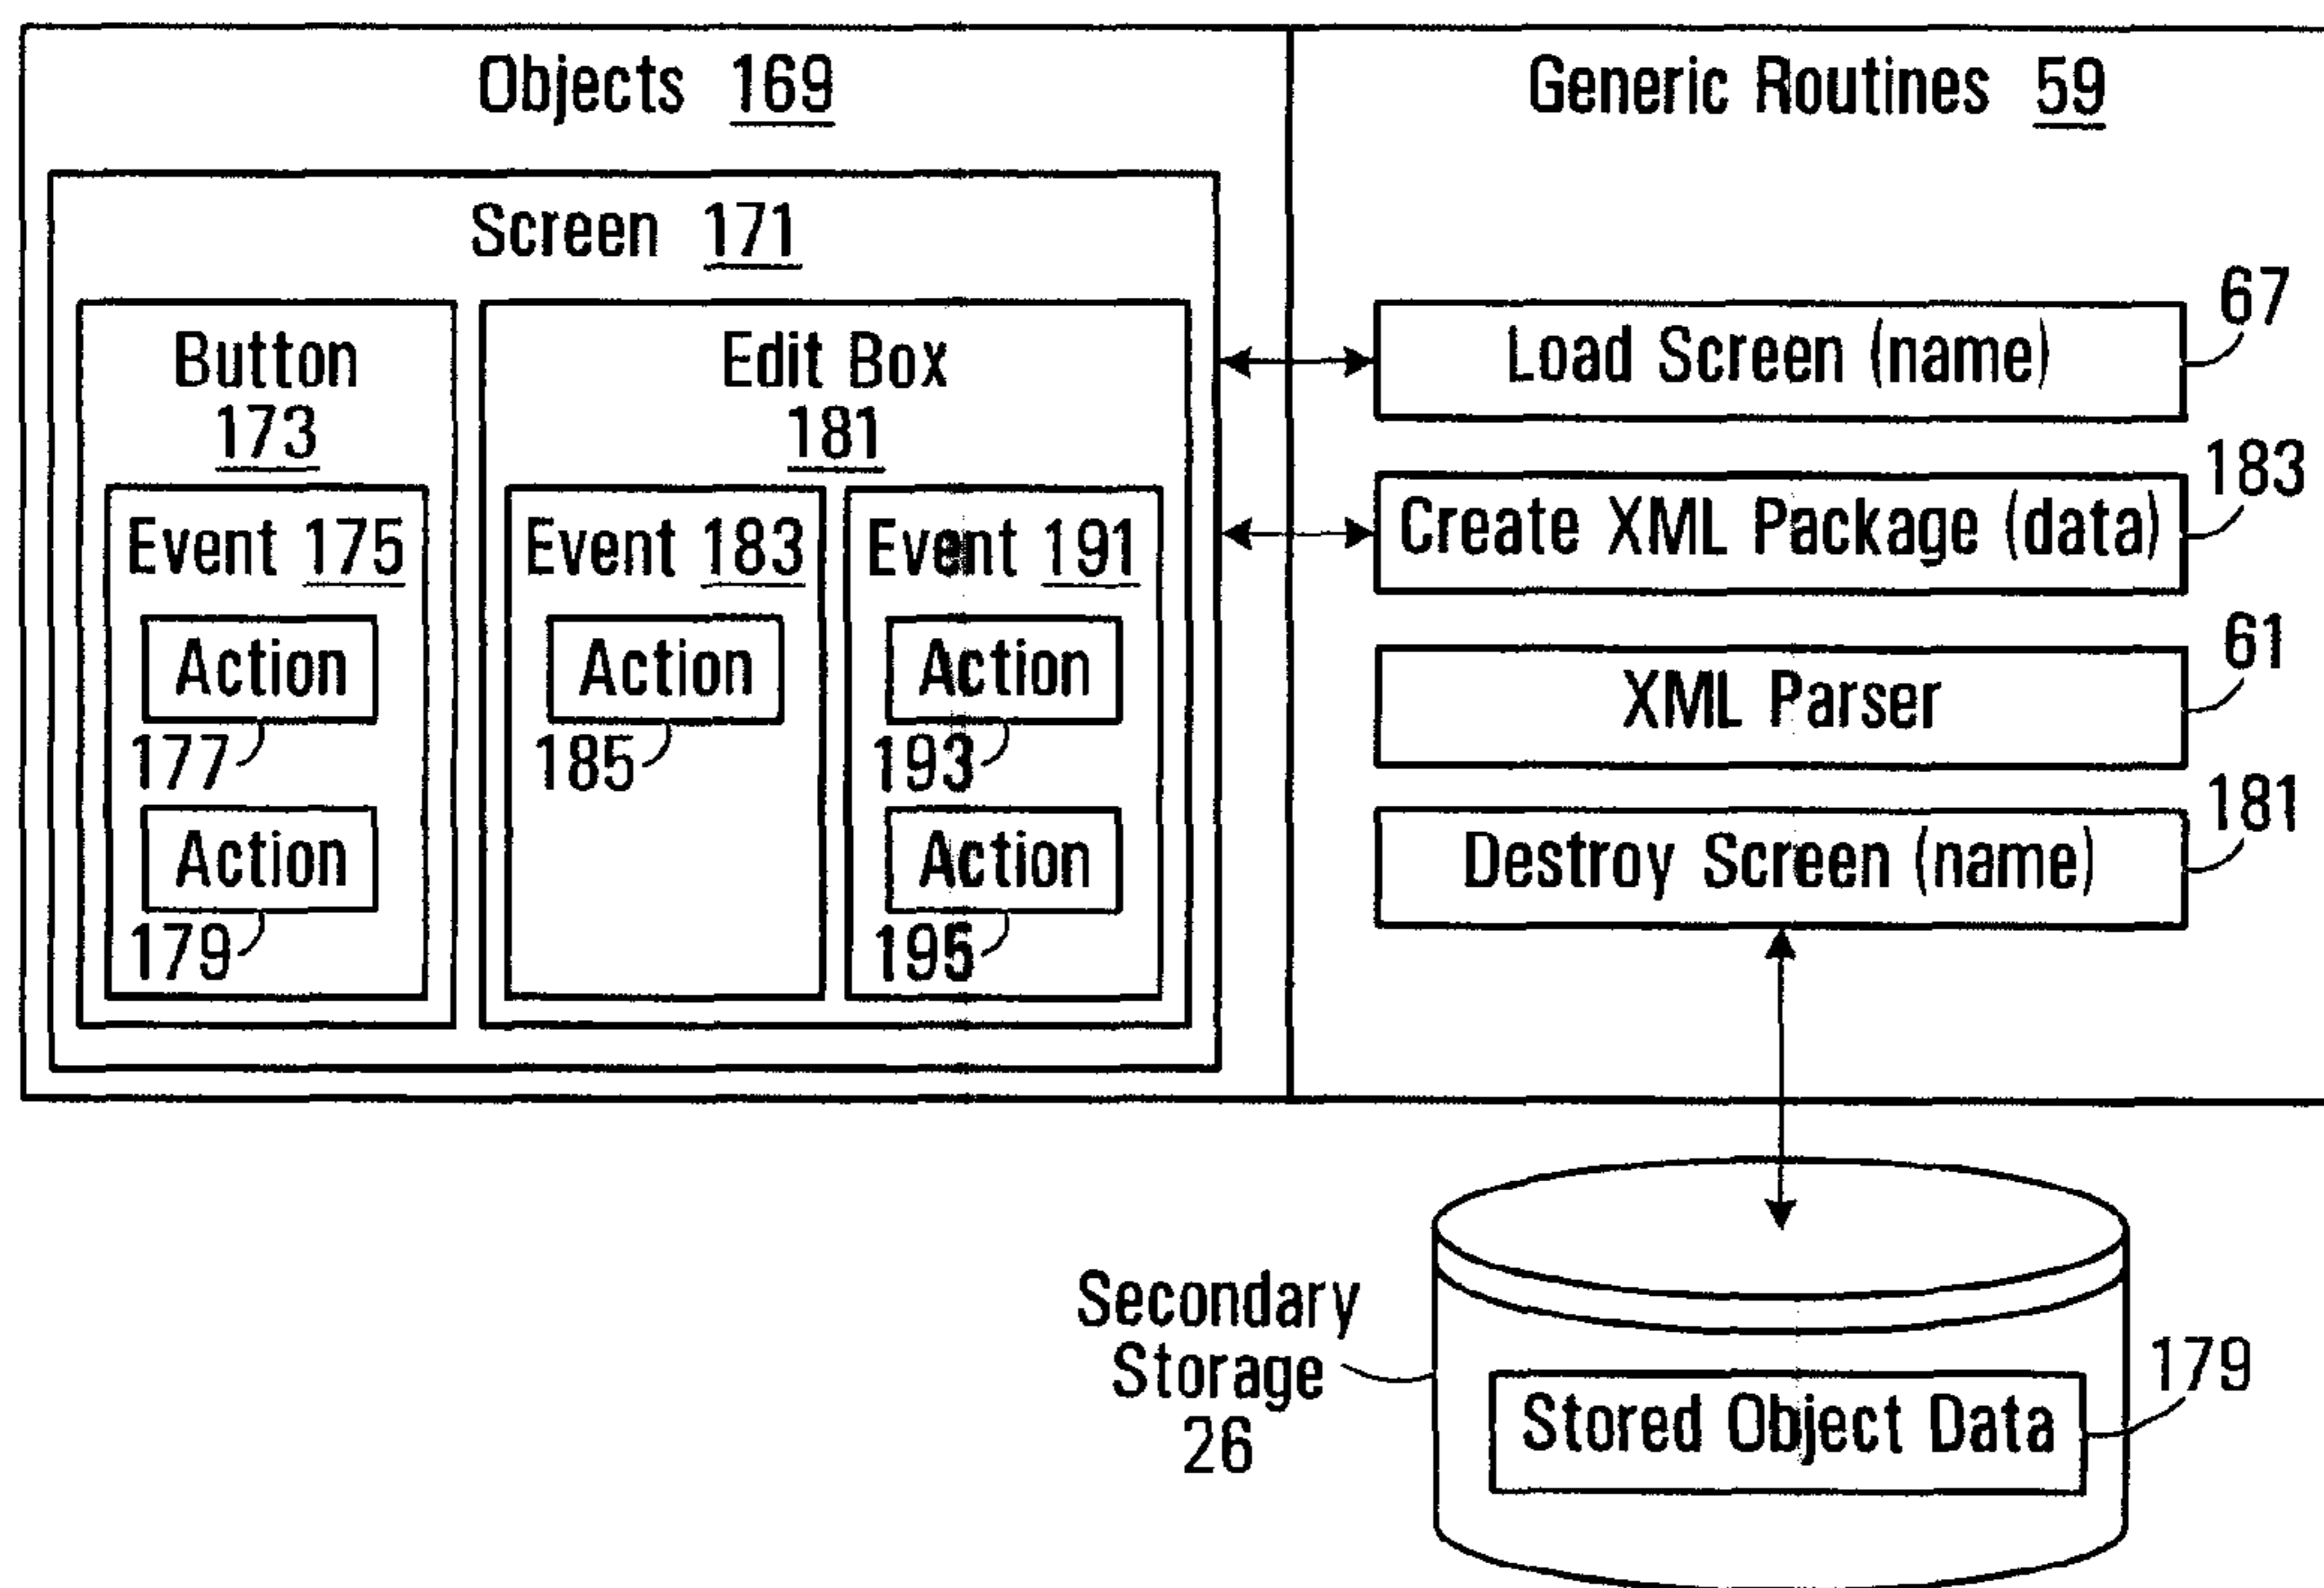 Objects 169
Screen 171
Button
173
Event 175
Action
177
Action
179
Edit Box
181
Event 183
Action
185
Event 191
Action
193
Action
195
Generic Routines 59
Load Screen (name)
67
Create XML Package (data)
183
XML Parser
61
Destroy Screen (name)
181
Secondary
Storage
26
Stored Object Data
179